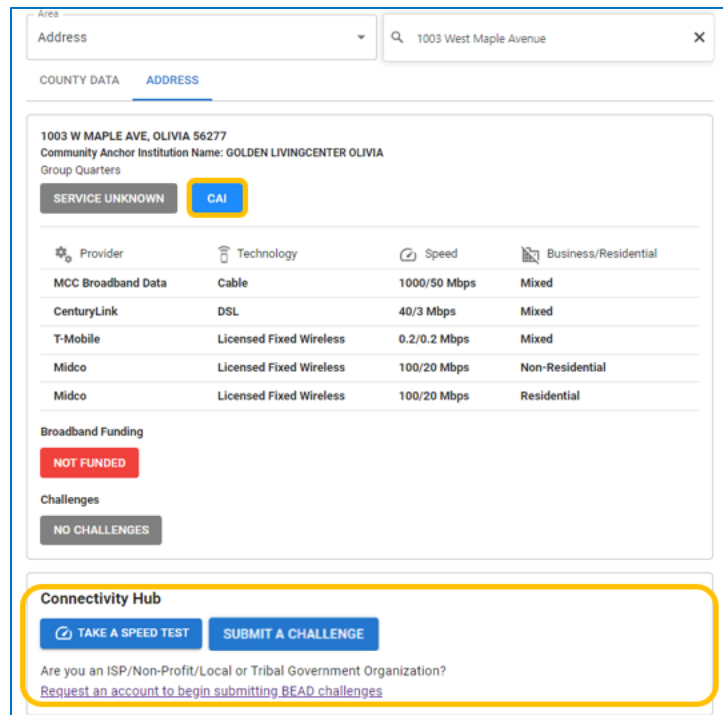 Area
Address
1003 West Maple Avenue
COUNTY DATA ADDRESS
1003 W MAPLE AVE, OLIVIA 56277
Community Anchor Institution Name: GOLDEN LIVINGCENTER OLIVIA
Group Quarters
SERVICE UNKNOWN CAI
Provider Technology Speed Business/Residential
MCC Broadband Data Cable 1000/50 Mbps Mixed
CenturyLink DSL 40/3 Mbps Mixed
T-Mobile Licensed Fixed Wireless 0.2/0.2 Mbps Mixed
Midco Licensed Fixed Wireless 100/20 Mbps Non-Residential
Midco Licensed Fixed Wireless 100/20 Mbps Residential
Broadband Funding
NOT FUNDED
Challenges
NO CHALLENGES
Connectivity Hub
TAKE A SPEED TEST SUBMIT A CHALLENGE
Are you an ISP/Non-Profit/Local or Tribal Government Organization?
Request an account to begin submitting BEAD challenges